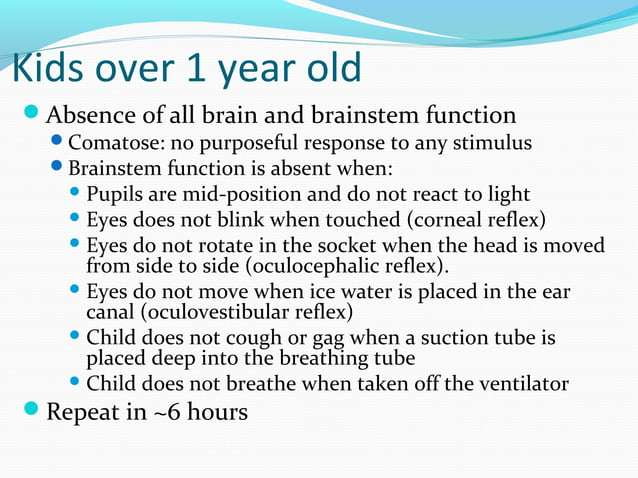 Kids over 1 year old
Absence of all brain and brainstem function
Comatose: no purposeful response to any stimulus
Brainstem function is absent when:
Pupils are mid-position and do not react to light
Eyes does not blink when touched (corneal reflex)
Eyes do not rotate in the socket when the head is moved
from side to side (oculocephalic reflex).
Eyes do not move when ice water is placed in the ear
canal (oculovestibular reflex)
Child does not cough or gag when a suction tube is
placed deep into the breathing tube
Child does not breathe when taken off the ventilator
Repeat in ~6 hours